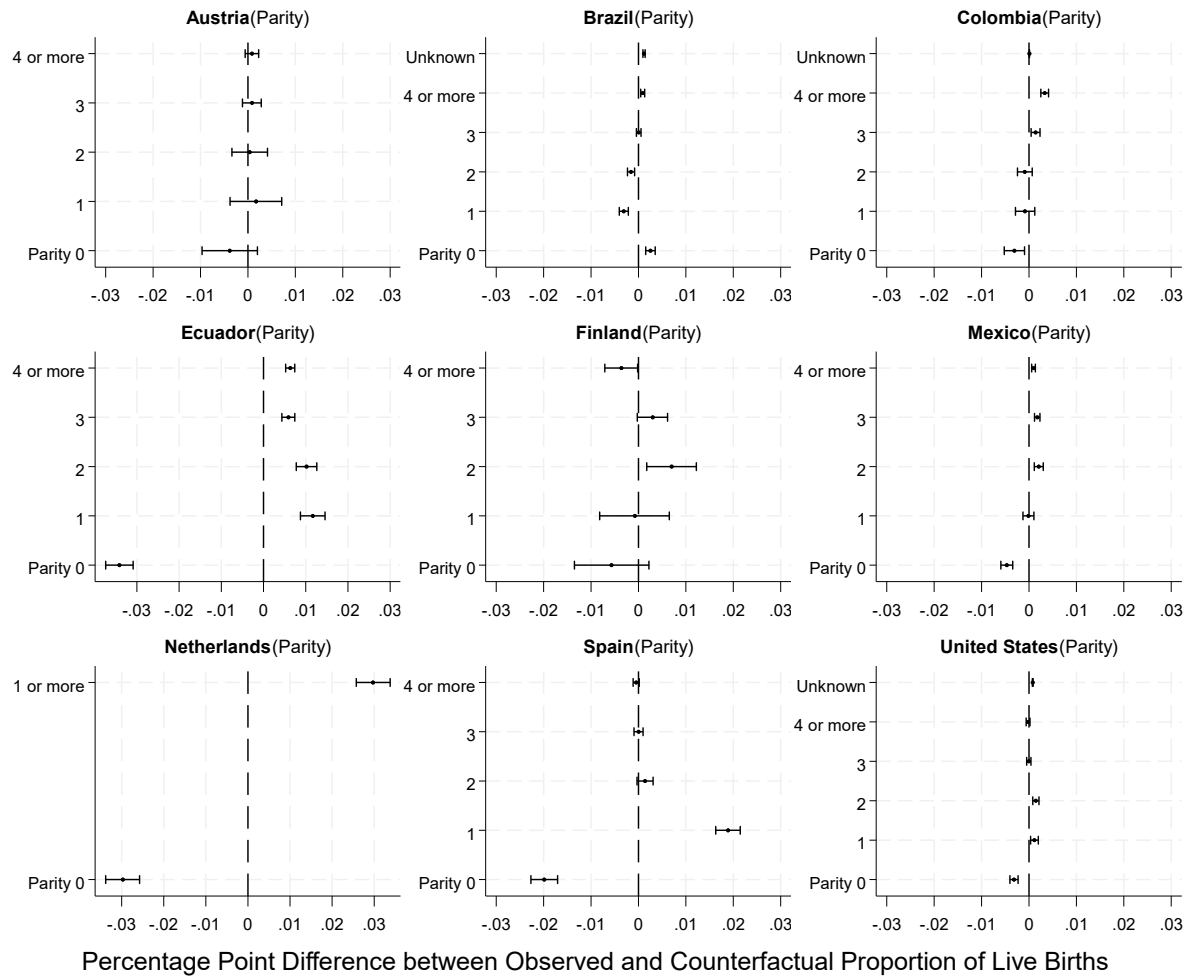 Austria(Parity)
4 or more
3
2
1
Parity 0
-.03 -.02 -.01 0 .01 .02 .03
Brazil(Parity)
Unknown
4 or more
3
2
1
Parity 0
-.03 -.02 -.01 0 .01 .02 .03
Colombia(Parity)
Unknown
4 or more
3
2
1
Parity 0
-.03 -.02 -.01 0 .01 .02 .03
Ecuador(Parity)
4 or more
3
2
1
Parity 0
-.03 -.02 -.01 0 .01 .02 .03
Finland(Parity)
4 or more
3
2
1
Parity 0
-.03 -.02 -.01 0 .01 .02 .03
Mexico(Parity)
4 or more
3
2
1
Parity 0
-.03 -.02 -.01 0 .01 .02 .03
Netherlands(Parity)
1 or more
Parity 0
-.03 -.02 -.01 0 .01 .02 .03
Spain(Parity)
4 or more
3
2
1
Parity 0
-.03 -.02 -.01 0 .01 .02 .03
United States(Parity)
Unknown
4 or more
3
2
1
Parity 0
-.03 -.02 -.01 0 .01 .02 .03
Percentage Point Difference between Observed and Counterfactual Proportion of Live Births